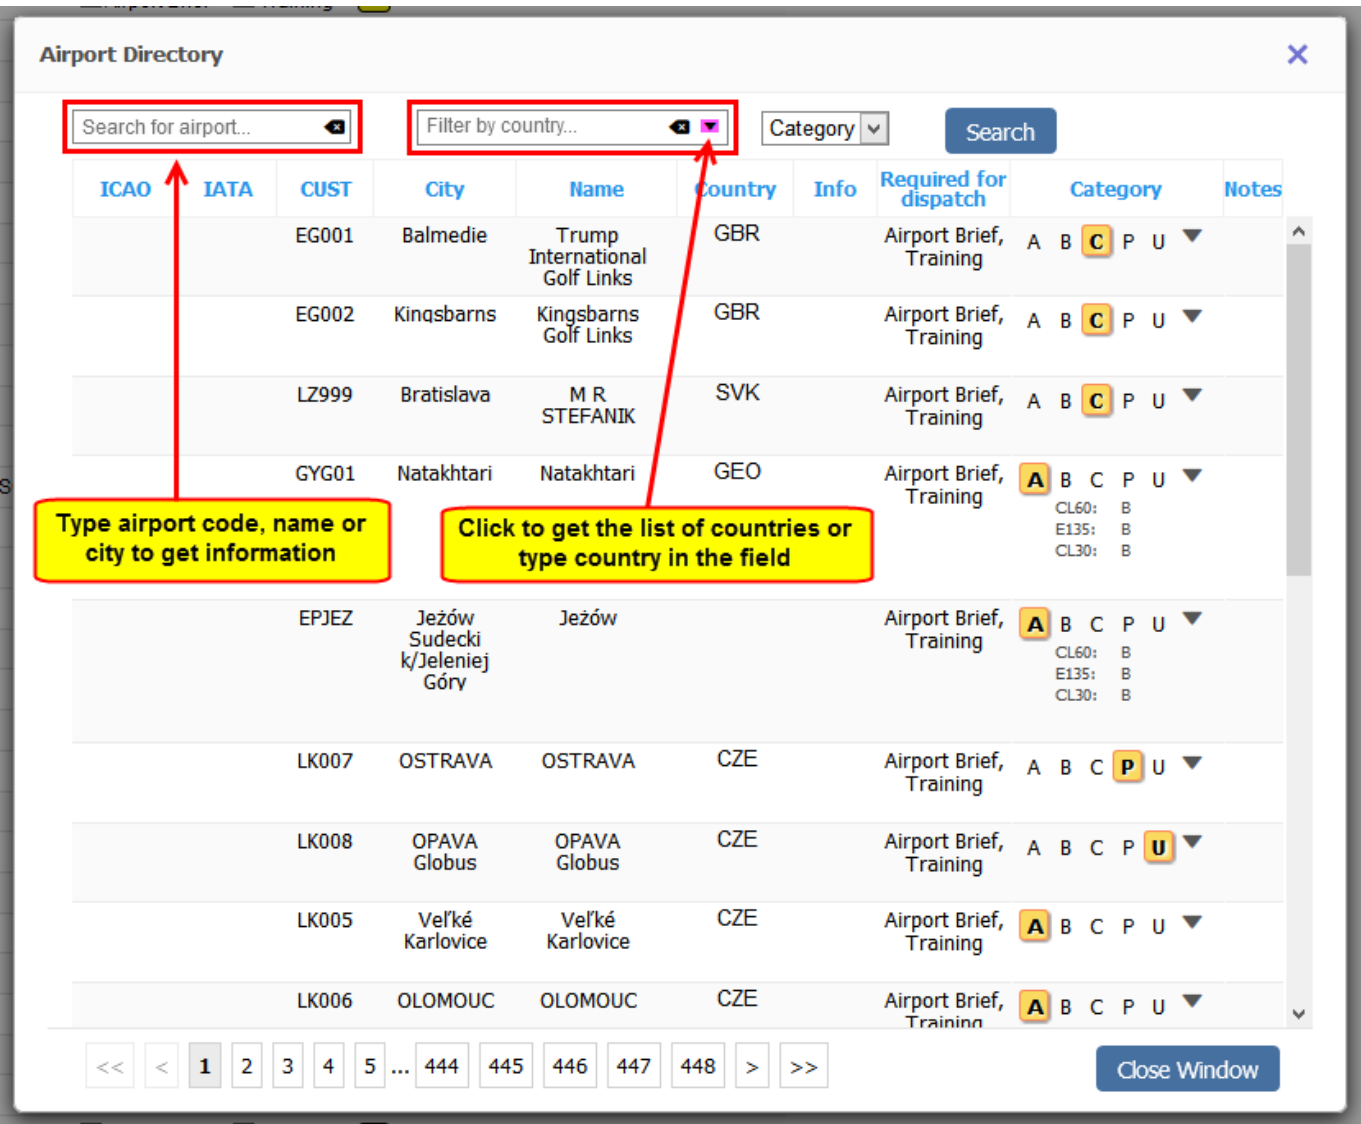 Airport Directory
Search for airport...
Filter by country...
Category
Search
ICAO IATA CUST City Name Country Info Required for dispatch Category Notes
EG001 Balmedie Trump International Golf Links GBR Airport Brief, Training A B C P U
EG002 Kingsbarns Kingsbarns Golf Links GBR Airport Brief, Training A B C P U
LZ999 Bratislava M R STEFANIK SVK Airport Brief, Training A B C P U
GYG01 Natakhtari Natakhtari GEO Airport Brief, Training A B C P U
CL60: B
E135: B
CL30: B
Type airport code, name or
city to get information
Click to get the list of countries or
type country in the field
EPJEZ Jeżów Sudecki k/Jeleniej Góry Jeżów Airport Brief, Training A B C P U
CL60: B
E135: B
CL30: B
LK007 OSTRAVA OSTRAVA CZE Airport Brief, Training A B C P U
LK008 OPAVA Globus OPAVA Globus CZE Airport Brief, Training A B C P U
LK005 Veľké Karlovice Veľké Karlovice CZE Airport Brief, Training A B C P U
LK006 OLOMOUC OLOMOUC CZE Airport Brief, Training A B C P U
<< < 1 2 3 4 5 ... 444 445 446 447 448 > >>
Close Window